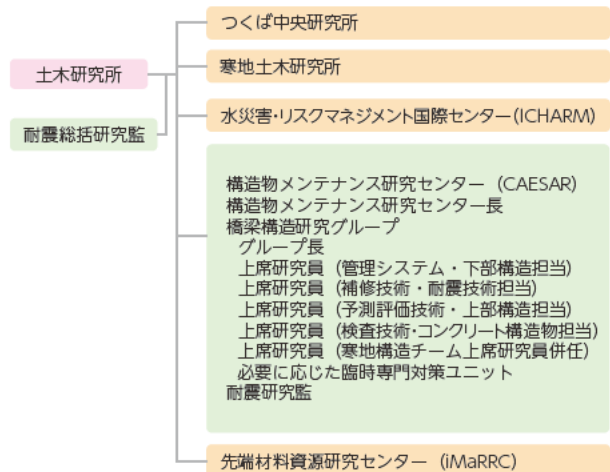 つくば中央研究所
寒地土木研究所
土木研究所
水災害・リスクマネジメント国際センター(ICHARM)
耐震総括研究監
構造物メンテナンス研究センター (CAESAR)
構造物メンテナンス研究センター長
橋梁構造研究グループ
グループ長
上席研究員 (管理システム・下部構造担当)
上席研究員 (補修技術・耐震技術担当)
上席研究員 (予測評価技術・上部構造担当)
上席研究員 (検査技術・コンクリート構造物担当)
上席研究員 (寒地構造チーム上席研究員併任)
必要に応じた臨時専門対策ユニット
耐震研究監
先端材料資源研究センター (iMaRRC)